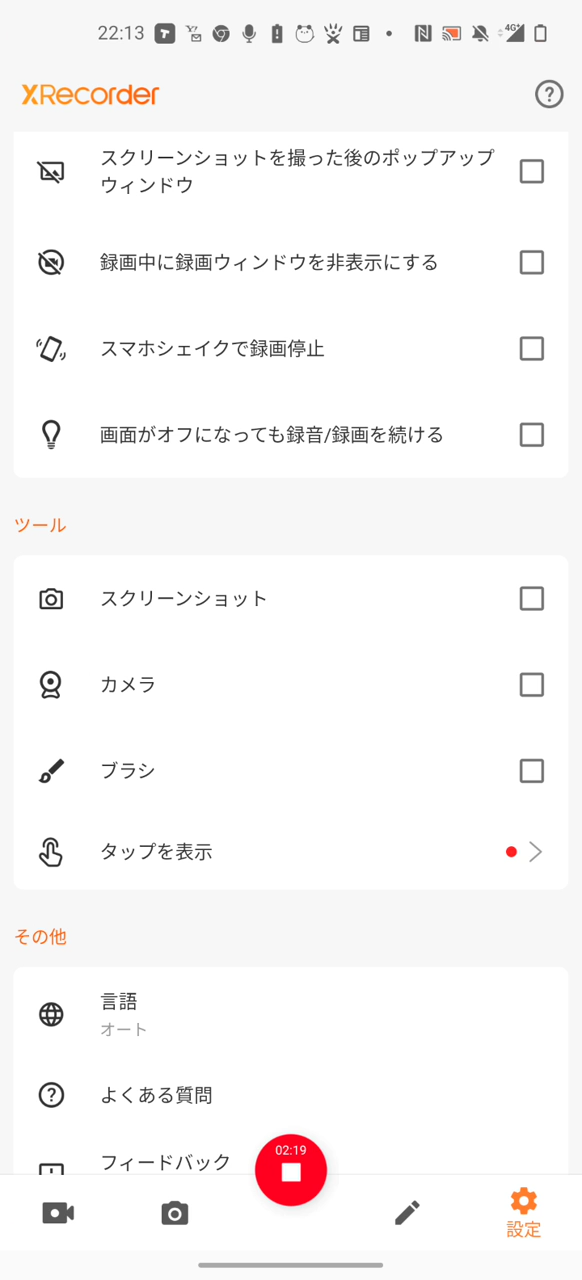 22:13
4G+
XRecorder
スクリーンショットを撮った後のポップアップ
ウィンドウ
録画中に録画ウィンドウを非表示にする
スマホシェイクで録画停止
画面がオフになっても録音/録画を続ける
ツール
スクリーンショット
カメラ
ブラシ
タップを表示
その他
言語
オート
よくある質問
フィードバック
02:19
設定